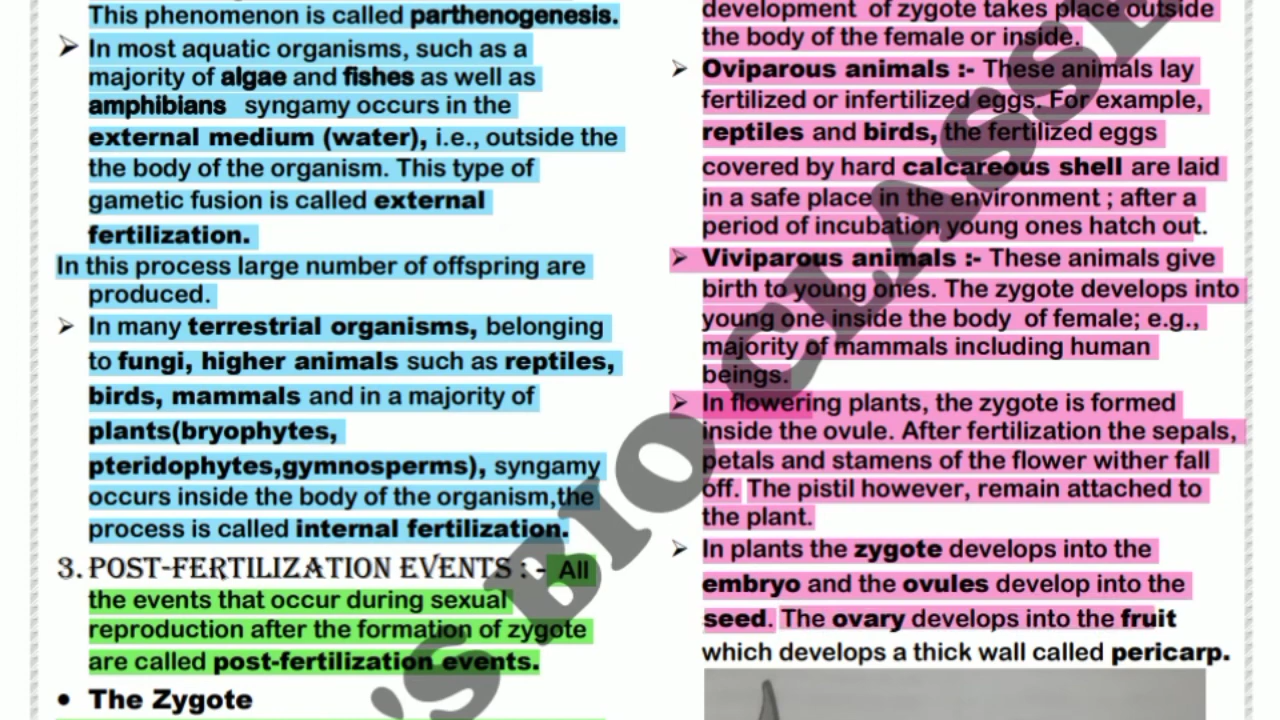 This phenomenon is called parthenogenesis.
➢ In most aquatic organisms, such as a
majority of algae and fishes as well as
amphibians syngamy occurs in the
external medium (water), i.e., outside the
the body of the organism. This type of
gametic fusion is called external
fertilization.
In this process large number of offspring are
produced.
➢ In many terrestrial organisms, belonging
to fungi, higher animals such as reptiles,
birds, mammals and in a majority of
plants(bryophytes,
pteridophytes,gymnosperms), syngamy
occurs inside the body of the organism,the
process is called internal fertilization.
3. POST-FERTILIZATION EVENTS : - All
the events that occur during sexual
reproduction after the formation of zygote
are called post-fertilization events.
• The Zygote
development of zygote takes place outside
the body of the female or inside.
➢ Oviparous animals :- These animals lay
fertilized or infertilized eggs. For example,
reptiles and birds, the fertilized eggs
covered by hard calcareous shell are laid
in a safe place in the environment ; after a
period of incubation young ones hatch out.
➢ Viviparous animals :- These animals give
birth to young ones. The zygote develops into
young one inside the body of female; e.g.,
majority of mammals including human
beings.
➢ In flowering plants, the zygote is formed
inside the ovule. After fertilization the sepals,
petals and stamens of the flower wither fall
off. The pistil however, remain attached to
the plant.
➢ In plants the zygote develops into the
embryo and the ovules develop into the
seed. The ovary develops into the fruit
which develops a thick wall called pericarp.
'S BIO CLASSE